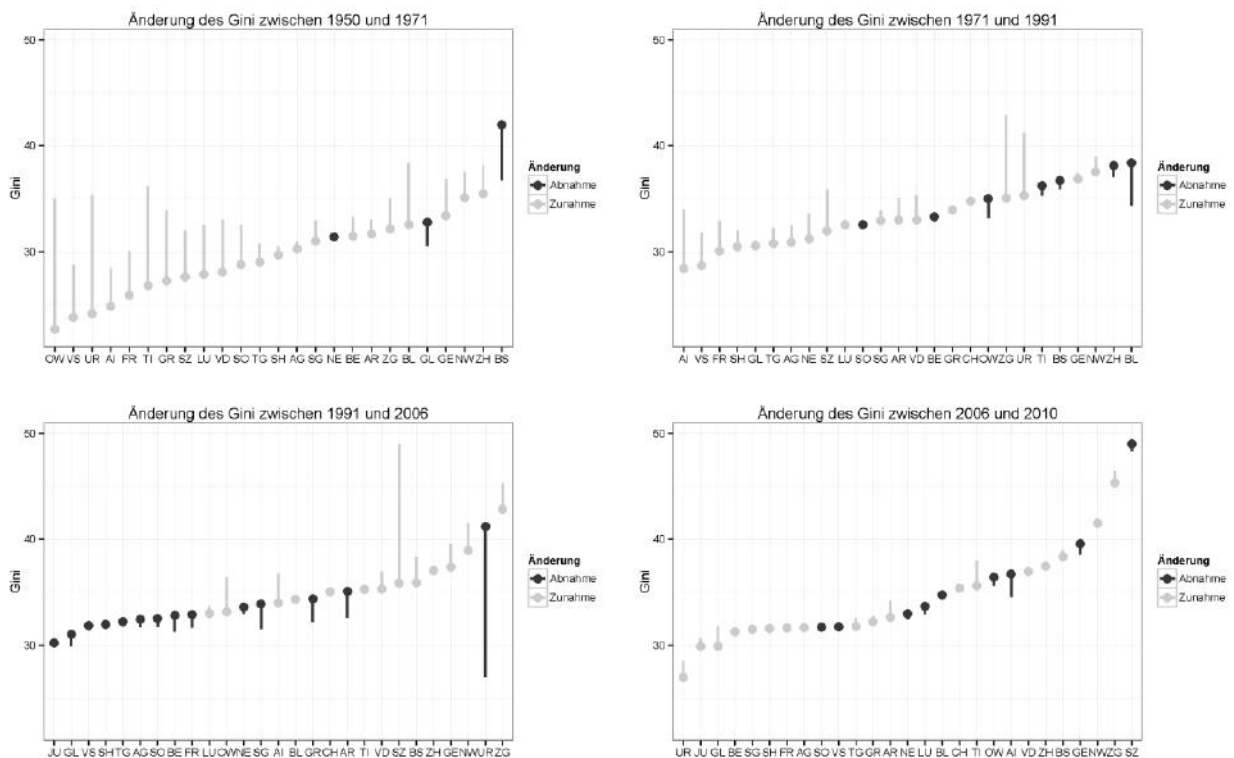 Änderung des Gini zwischen 1950 und 1971
50
40
30
Gini
OW VS UR AI FR TI GR SZ LU VD SO TG SH AG SG NE BE AR ZG BL GL GE NW ZH BS
Änderung
Abnahme
Zunahme
Änderung des Gini zwischen 1971 und 1991
50
40
30
Gini
AI VS FR SH GL TG AG NE SZ LU SO SG AR VD BE GR CH OW ZG UR TI BS GE NW ZH BL
Änderung
Abnahme
Zunahme
Änderung des Gini zwischen 1991 und 2006
50
40
30
Gini
JU GL VS SH TG AG SO BE FR LU OW NE SG AI BL GR CH AR TI VD SZ BS ZH GE NW UR ZG
Änderung
Abnahme
Zunahme
Änderung des Gini zwischen 2006 und 2010
50
40
30
Gini
UR JU GL BE SG SH FR AG SO VS TG GR AR NE LU BL CH TI OW AI VD ZH BS GE NW ZG SZ
Änderung
Abnahme
Zunahme